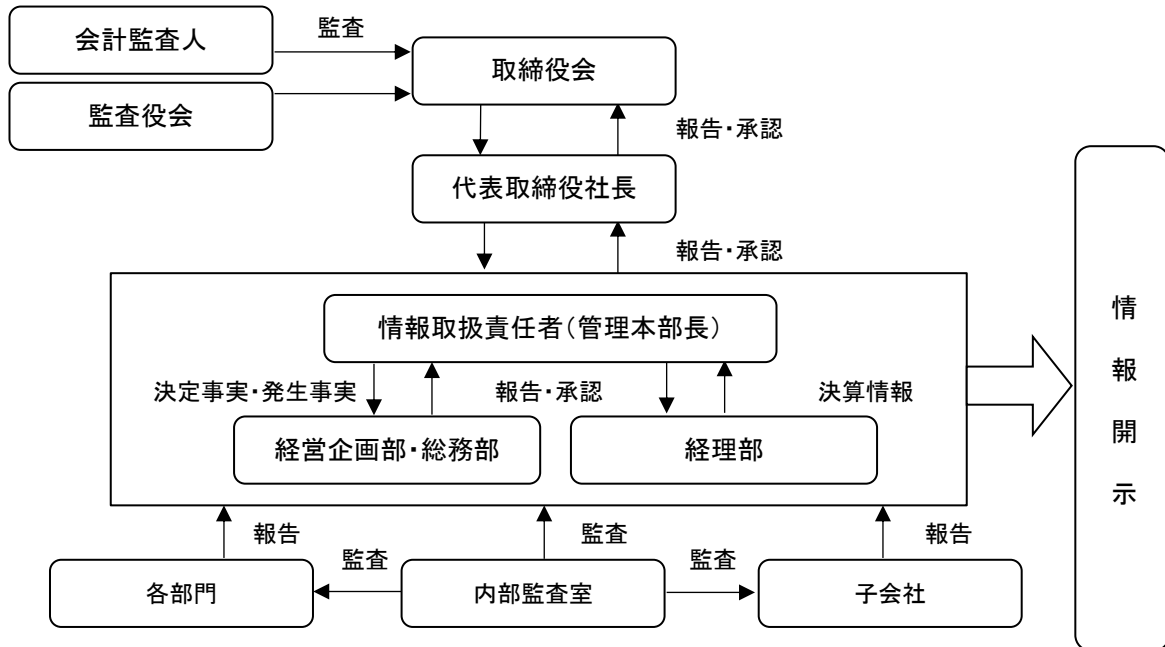 会計監査人
監査
取締役会
監査役会
報告・承認
代表取締役社長
報告・承認
情報取扱責任者（管理本部長）
決定事実・発生事実
報告・承認
決算情報
経営企画部・総務部
経理部
情報開示
報告
監査
報告
各部門
監査
内部監査室
監査
子会社